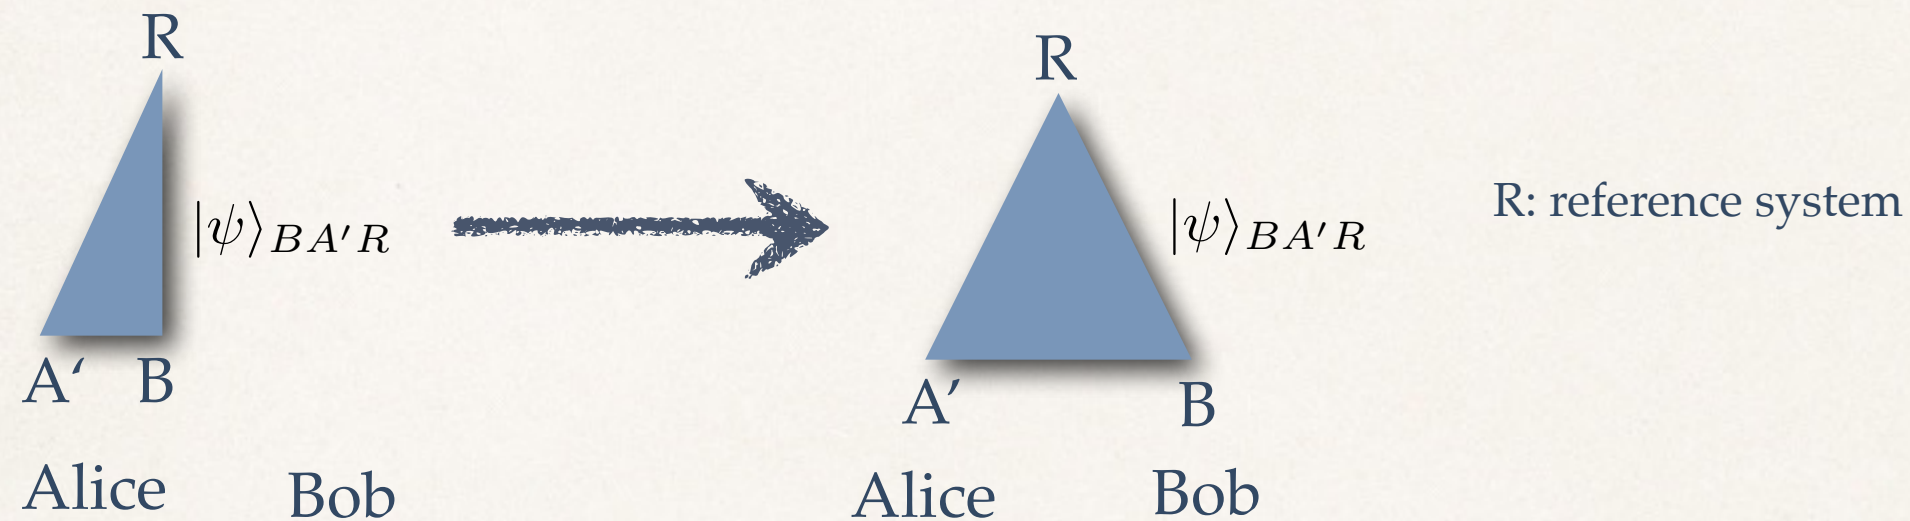 R
R
|ψ⟩BA′R
|ψ⟩BA′R
R: reference system
A‘ B
A’ B
Alice Bob
Alice Bob